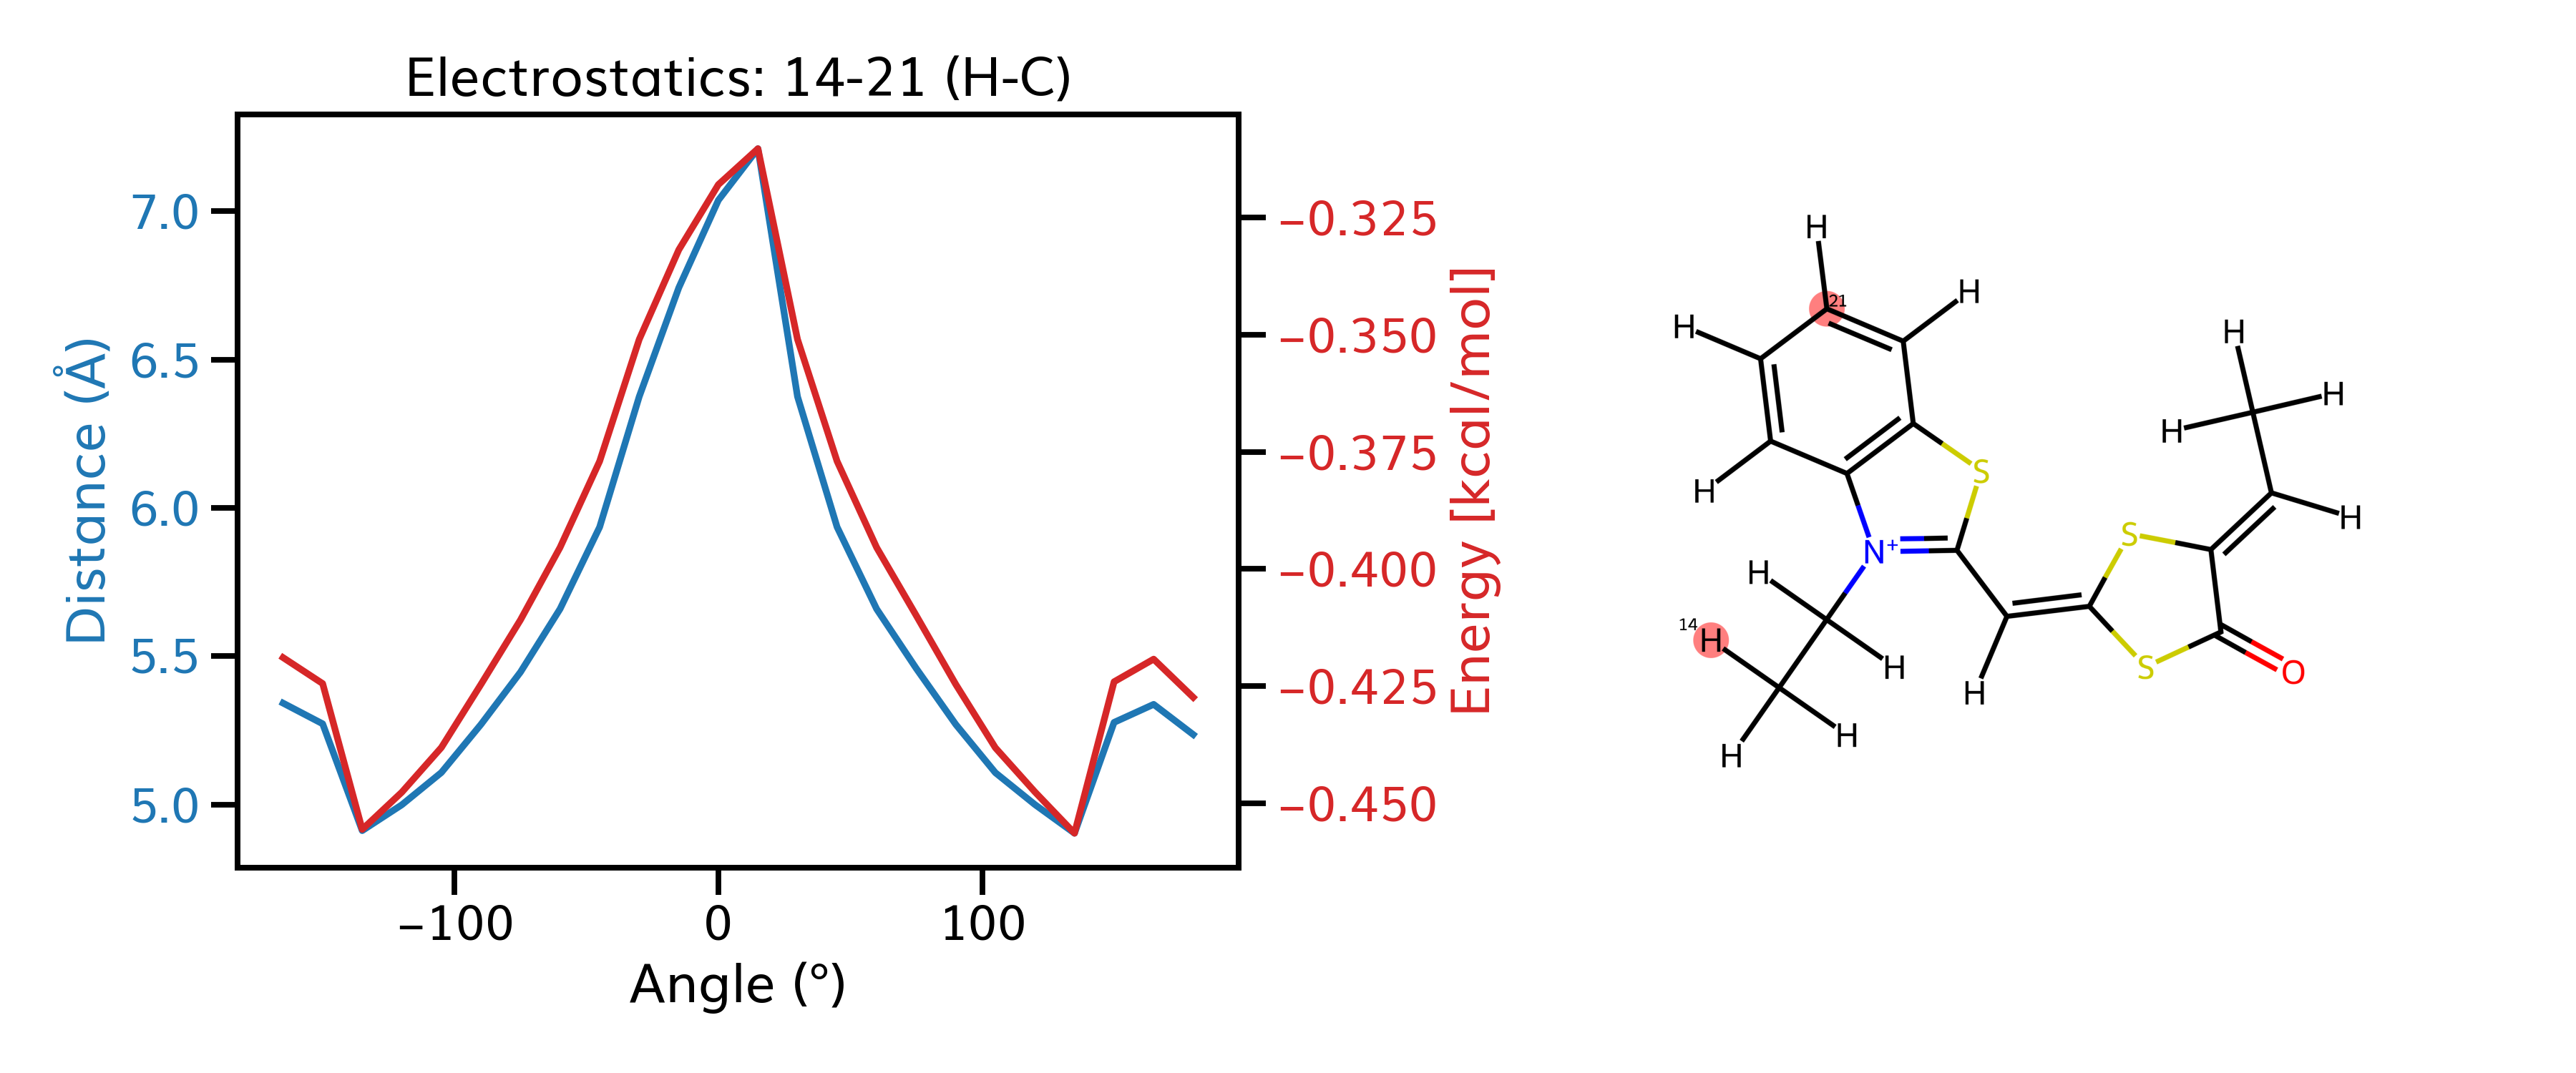 Electrostatics: 14-21 (H-C)
7.0
6.5
6.0
5.5
5.0
Distance (Å)
−0.325
−0.350
−0.375
−0.400
−0.425
−0.450
Energy [kcal/mol]
−100
0
100
Angle (°)
H
H
21
H
H
H
H
H
H
S
S
H
N+
H
14
H
H
S
O
H
H
H